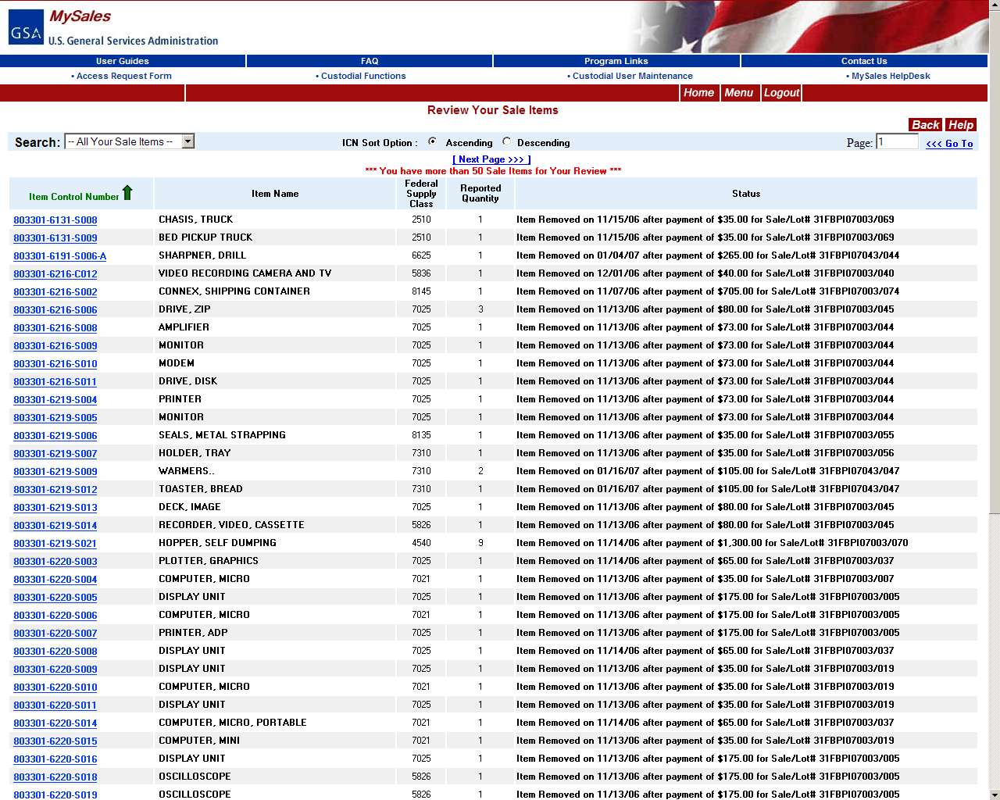 MySales
GSA
U.S. General Services Administration
User Guides FAQ Program Links Contact Us
• Access Request Form • Custodial Functions • Custodial User Maintenance • MySales HelpDesk
Home Menu Logout
Review Your Sale Items
Back Help
Search: -- All Your Sale Items -- ICN Sort Option : Ascending Descending Page: 1 <<< Go To
[ Next Page >>> ]
*** You have more than 50 Sale Items for Your Review ***
Item Control Number Item Name Federal Supply Class Reported Quantity Status
803301-6131-S008 CHASIS, TRUCK 2510 1 Item Removed on 11/15/06 after payment of $35.00 for Sale/Lot# 31FBPI07003/069
803301-6131-S009 BED PICKUP TRUCK 2510 1 Item Removed on 11/15/06 after payment of $35.00 for Sale/Lot# 31FBPI07003/069
803301-6191-S006-A SHARPNER, DRILL 6625 1 Item Removed on 01/04/07 after payment of $265.00 for Sale/Lot# 31FBPI07043/044
803301-6216-C012 VIDEO RECORDING CAMERA AND TV 5836 1 Item Removed on 12/01/06 after payment of $40.00 for Sale/Lot# 31FBPI07003/040
803301-6216-S002 CONNEX, SHIPPING CONTAINER 8145 1 Item Removed on 11/07/06 after payment of $705.00 for Sale/Lot# 31FBPI07003/074
803301-6216-S006 DRIVE, ZIP 7025 3 Item Removed on 11/13/06 after payment of $80.00 for Sale/Lot# 31FBPI07003/045
803301-6216-S008 AMPLIFIER 7025 1 Item Removed on 11/13/06 after payment of $73.00 for Sale/Lot# 31FBPI07003/044
803301-6216-S009 MONITOR 7025 1 Item Removed on 11/13/06 after payment of $73.00 for Sale/Lot# 31FBPI07003/044
803301-6216-S010 MODEM 7025 1 Item Removed on 11/13/06 after payment of $73.00 for Sale/Lot# 31FBPI07003/044
803301-6216-S011 DRIVE, DISK 7025 1 Item Removed on 11/13/06 after payment of $73.00 for Sale/Lot# 31FBPI07003/044
803301-6219-S004 PRINTER 7025 1 Item Removed on 11/13/06 after payment of $73.00 for Sale/Lot# 31FBPI07003/044
803301-6219-S005 MONITOR 7025 1 Item Removed on 11/13/06 after payment of $73.00 for Sale/Lot# 31FBPI07003/044
803301-6219-S006 SEALS, METAL STRAPPING 8135 1 Item Removed on 11/13/06 after payment of $35.00 for Sale/Lot# 31FBPI07003/055
803301-6219-S007 HOLDER, TRAY 7310 1 Item Removed on 11/13/06 after payment of $35.00 for Sale/Lot# 31FBPI07003/056
803301-6219-S009 WARMERS.. 7310 2 Item Removed on 01/16/07 after payment of $105.00 for Sale/Lot# 31FBPI07043/047
803301-6219-S012 TOASTER, BREAD 7310 1 Item Removed on 01/16/07 after payment of $105.00 for Sale/Lot# 31FBPI07043/047
803301-6219-S013 DECK, IMAGE 7025 1 Item Removed on 11/13/06 after payment of $80.00 for Sale/Lot# 31FBPI07003/045
803301-6219-S014 RECORDER, VIDEO, CASSETTE 5826 1 Item Removed on 11/13/06 after payment of $80.00 for Sale/Lot# 31FBPI07003/045
803301-6219-S021 HOPPER, SELF DUMPING 4540 9 Item Removed on 11/14/06 after payment of $1,300.00 for Sale/Lot# 31FBPI07003/070
803301-6220-S003 PLOTTER, GRAPHICS 7025 1 Item Removed on 11/14/06 after payment of $65.00 for Sale/Lot# 31FBPI07003/037
803301-6220-S004 COMPUTER, MICRO 7021 1 Item Removed on 11/13/06 after payment of $35.00 for Sale/Lot# 31FBPI07003/007
803301-6220-S005 DISPLAY UNIT 7025 1 Item Removed on 11/13/06 after payment of $175.00 for Sale/Lot# 31FBPI07003/005
803301-6220-S006 COMPUTER, MICRO 7021 1 Item Removed on 11/13/06 after payment of $175.00 for Sale/Lot# 31FBPI07003/005
803301-6220-S007 PRINTER, ADP 7025 1 Item Removed on 11/13/06 after payment of $175.00 for Sale/Lot# 31FBPI07003/005
803301-6220-S008 DISPLAY UNIT 7025 1 Item Removed on 11/14/06 after payment of $65.00 for Sale/Lot# 31FBPI07003/037
803301-6220-S009 DISPLAY UNIT 7025 1 Item Removed on 11/13/06 after payment of $35.00 for Sale/Lot# 31FBPI07003/019
803301-6220-S010 COMPUTER, MICRO 7021 1 Item Removed on 11/13/06 after payment of $35.00 for Sale/Lot# 31FBPI07003/019
803301-6220-S011 DISPLAY UNIT 7025 1 Item Removed on 11/13/06 after payment of $35.00 for Sale/Lot# 31FBPI07003/019
803301-6220-S014 COMPUTER, MICRO, PORTABLE 7021 1 Item Removed on 11/14/06 after payment of $65.00 for Sale/Lot# 31FBPI07003/037
803301-6220-S015 COMPUTER, MINI 7021 1 Item Removed on 11/13/06 after payment of $35.00 for Sale/Lot# 31FBPI07003/019
803301-6220-S016 DISPLAY UNIT 7025 1 Item Removed on 11/13/06 after payment of $175.00 for Sale/Lot# 31FBPI07003/005
803301-6220-S018 OSCILLOSCOPE 5826 1 Item Removed on 11/13/06 after payment of $175.00 for Sale/Lot# 31FBPI07003/005
803301-6220-S019 OSCILLOSCOPE 5826 1 Item Removed on 11/13/06 after payment of $175.00 for Sale/Lot# 31FBPI07003/005